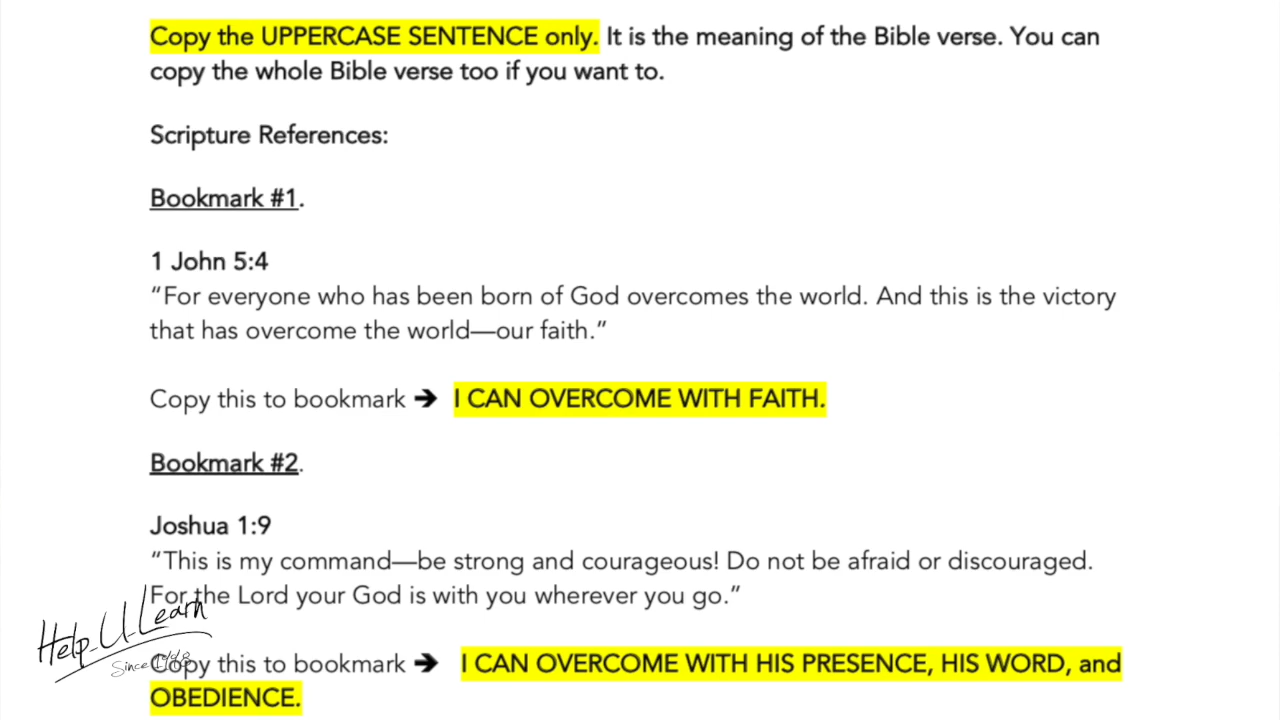 Copy the UPPERCASE SENTENCE only. It is the meaning of the Bible verse. You can
copy the whole Bible verse too if you want to.
Scripture References:
Bookmark #1.
1 John 5:4
“For everyone who has been born of God overcomes the world. And this is the victory
that has overcome the world—our faith.”
Copy this to bookmark ➔ I CAN OVERCOME WITH FAITH.
Bookmark #2.
Joshua 1:9
“This is my command—be strong and courageous! Do not be afraid or discouraged.
For the Lord your God is with you wherever you go.”
Help-U-Learn
Since 1998
Copy this to bookmark ➔ I CAN OVERCOME WITH HIS PRESENCE, HIS WORD, and
OBEDIENCE.